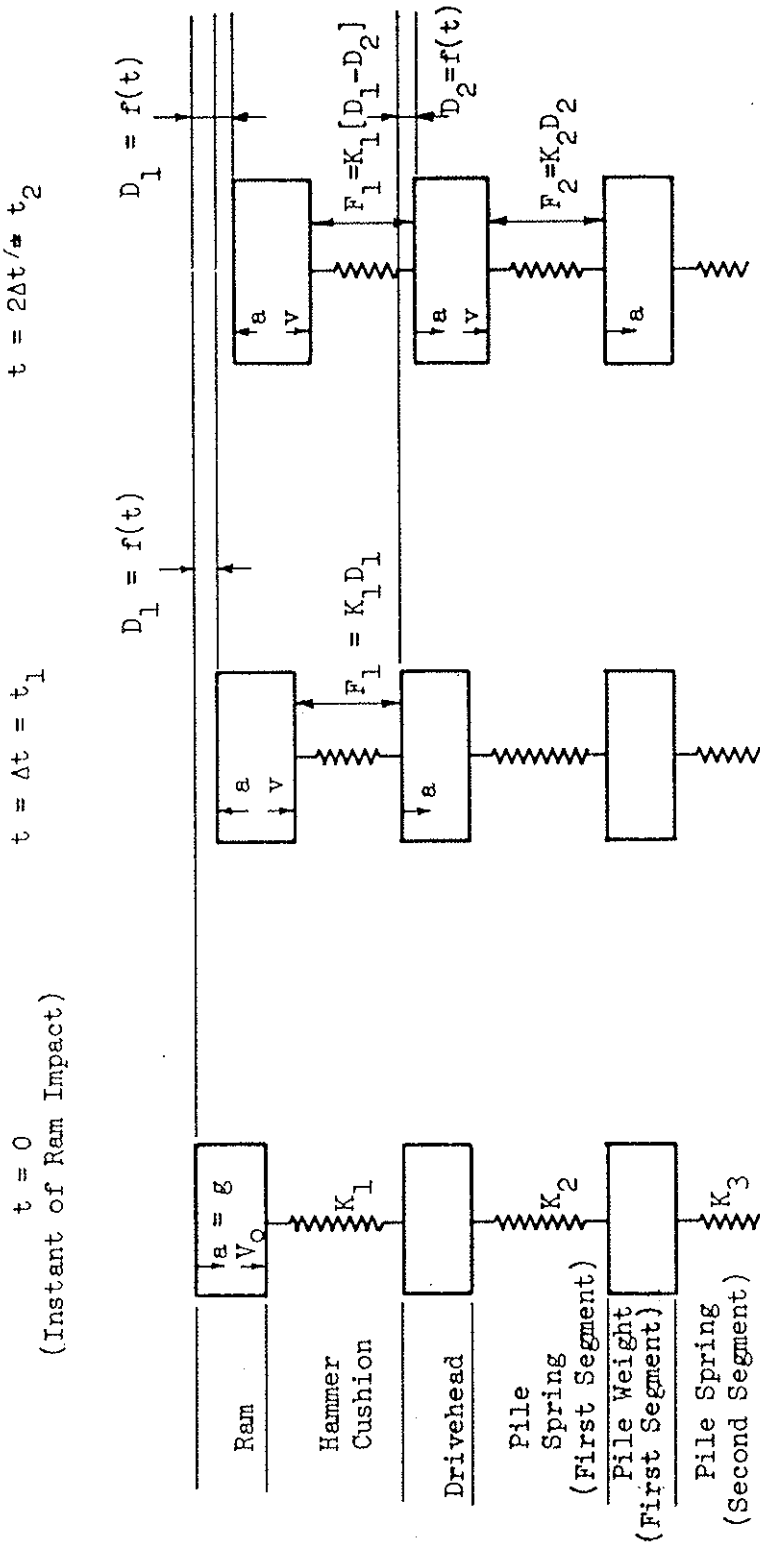 t = 0
(Instant of Ram Impact)
t = Δt = t₁
t = 2Δt/± t₂
D₁ = f(t)
D₁ = f(t)
Ram
a = g
V₀
a
v
a
v
Hammer
Cushion
K₁
F₁ = K₁D₁
F₁=K₁[D₁-D₂]
D₂=f(t)
Drivehead
a
a
v
Pile
Spring
(First Segment)
K₂
F₂=K₂D₂
Pile Weight
(First Segment)
a
Pile Spring
(Second Segment)
K₃